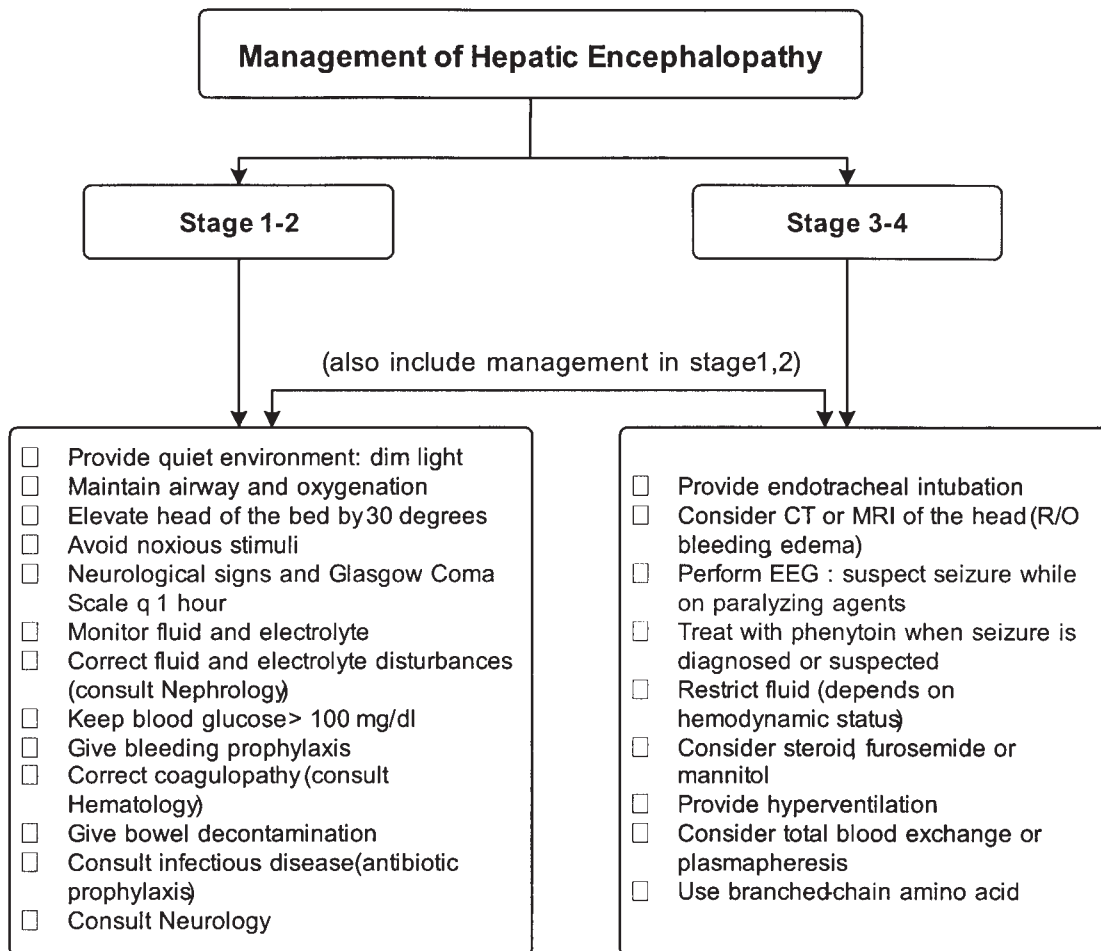 Management of Hepatic Encephalopathy
Stage 1-2
Stage 3-4
(also include management in stage1,2)
Provide quiet environment: dim light
Maintain airway and oxygenation
Elevate head of the bed by 30 degrees
Avoid noxious stimuli
Neurological signs and Glasgow Coma
Scale q 1 hour
Monitor fluid and electrolyte
Correct fluid and electrolyte disturbances
(consult Nephrology)
Keep blood glucose> 100 mg/dl
Give bleeding prophylaxis
Correct coagulopathy (consult
Hematology)
Give bowel decontamination
Consult infectious disease(antibiotic
prophylaxis)
Consult Neurology
Provide endotracheal intubation
Consider CT or MRI of the head (R/O
bleeding, edema)
Perform EEG : suspect seizure while
on paralyzing agents
Treat with phenytoin when seizure is
diagnosed or suspected
Restrict fluid (depends on
hemodynamic status)
Consider steroid, furosemide or
mannitol
Provide hyperventilation
Consider total blood exchange or
plasmapheresis
Use branched-chain amino acid